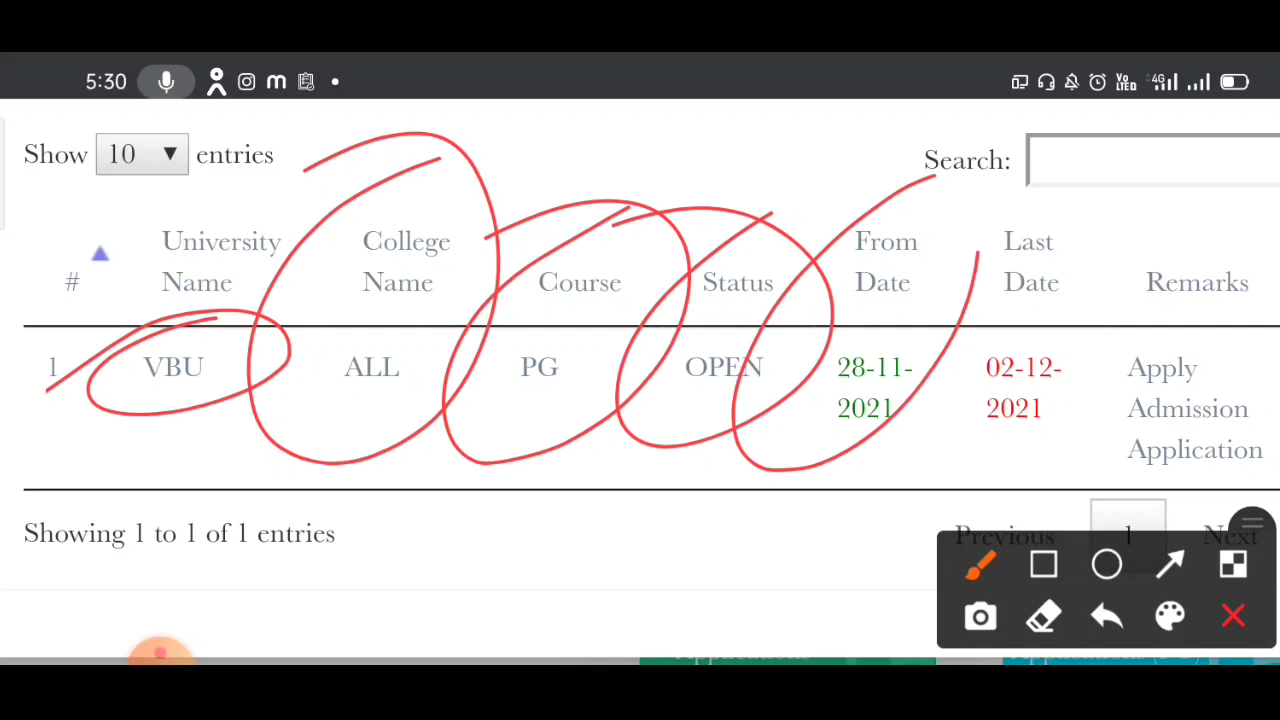 5:30
Show 10 entries
Search:
# University Name College Name Course Status From Date Last Date Remarks
1 VBU ALL PG OPEN 28-11-2021 02-12-2021 Apply Admission Application
Showing 1 to 1 of 1 entries
Previous 1 Next